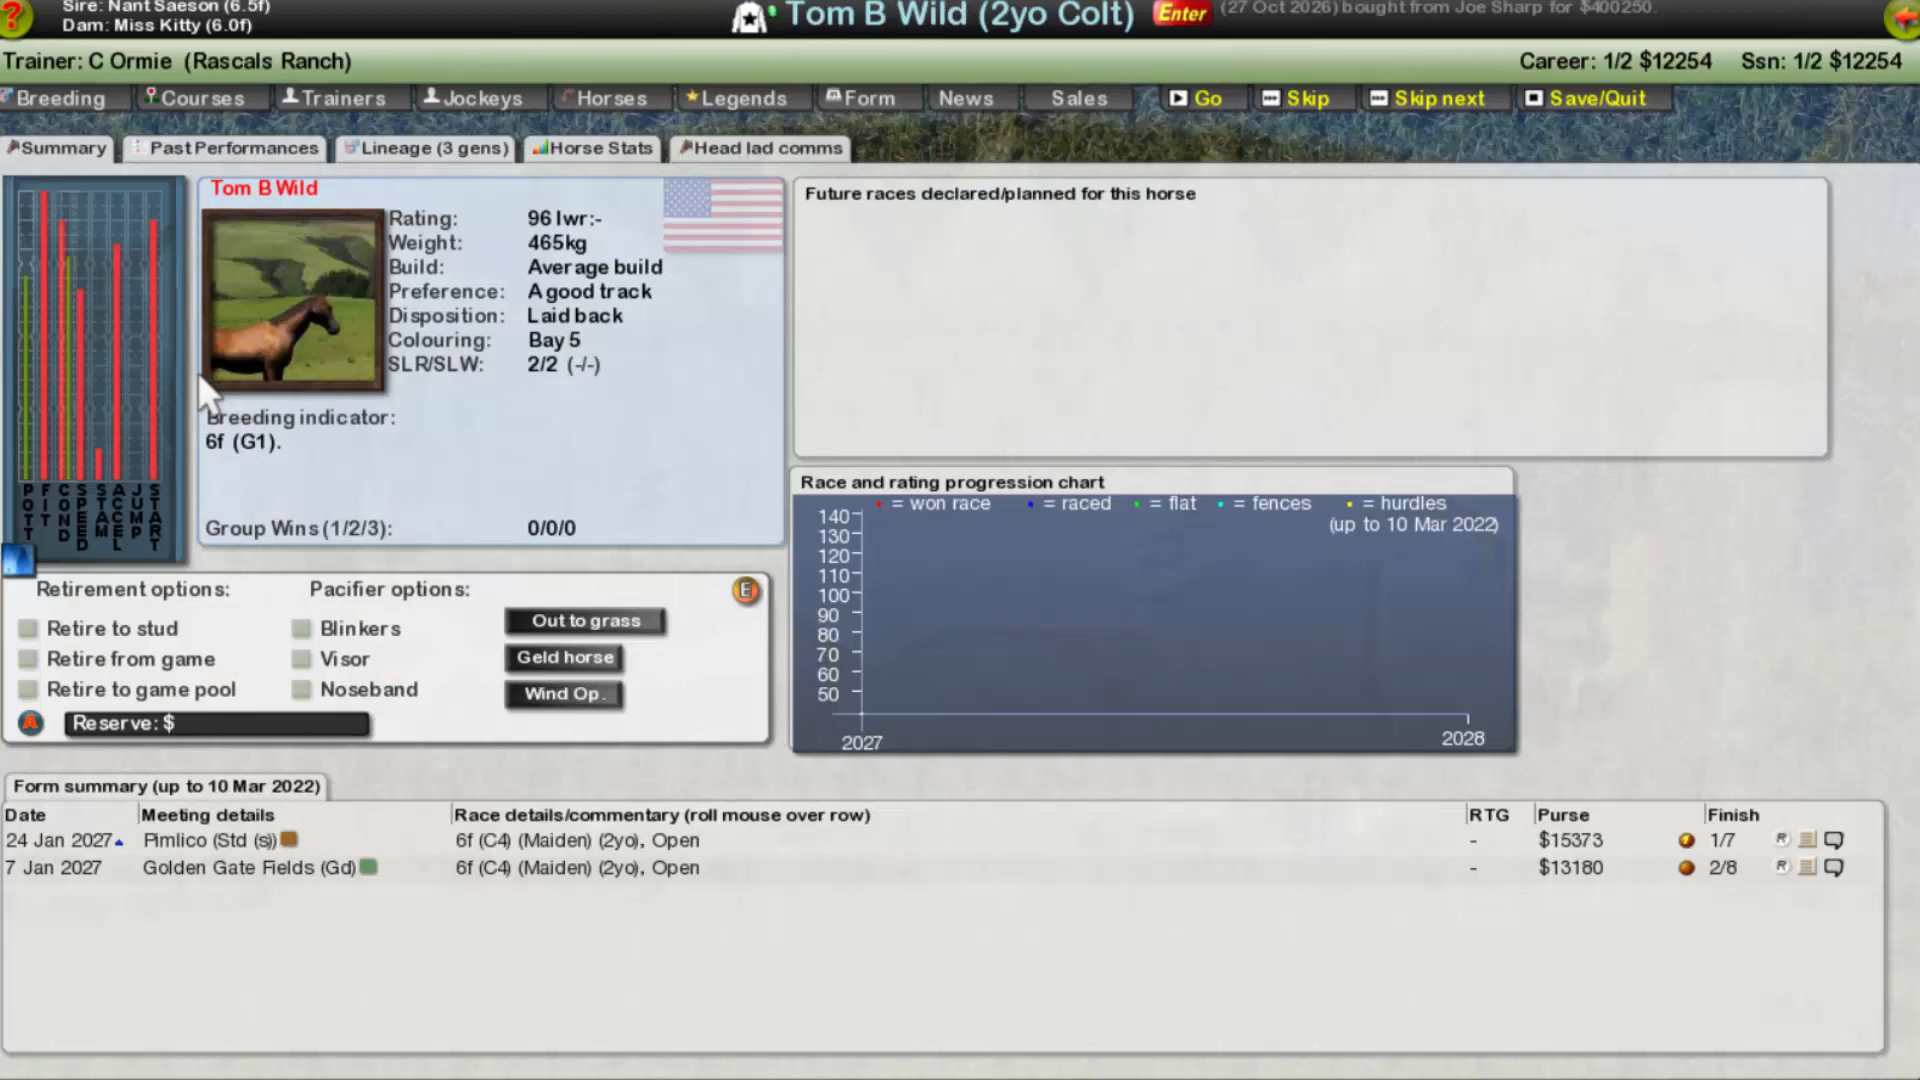 Sire: Nant Saeson (6.5f)
Dam: Miss Kitty (6.0f)
Tom B Wild (2yo Colt)
Enter
(27 Oct 2026) bought from Joe Sharp for $400250.
Trainer: C Ormie (Rascals Ranch)
Career: 1/2 $12254 Ssn: 1/2 $12254
Breeding Courses Trainers Jockeys Horses Legends Form News Sales Go Skip Skip next Save/Quit
Summary Past Performances Lineage (3 gens) Horse Stats Head lad comms
POTT FIT COND SPEED STAM ACCEL JUMP START
Tom B Wild
Rating: 96 lwr:-
Weight: 465kg
Build: Average build
Preference: A good track
Disposition: Laid back
Colouring: Bay 5
SLR/SLW: 2/2 (-/-)
Breeding indicator:
6f (G1).
Group Wins (1/2/3): 0/0/0
Future races declared/planned for this horse
Race and rating progression chart
= won race = raced = flat = fences = hurdles
(up to 10 Mar 2022)
140
130
120
110
100
90
80
70
60
50
2027 2028
Retirement options: Pacifier options: E
Retire to stud Blinkers Out to grass
Retire from game Visor Geld horse
Retire to game pool Noseband Wind Op.
A Reserve: $
Form summary (up to 10 Mar 2022)
Date Meeting details Race details/commentary (roll mouse over row) RTG Purse Finish
24 Jan 2027 Pimlico (Std (s)) 6f (C4) (Maiden) (2yo), Open - $15373 1/7 R
7 Jan 2027 Golden Gate Fields (Gd) 6f (C4) (Maiden) (2yo), Open - $13180 2/8 R